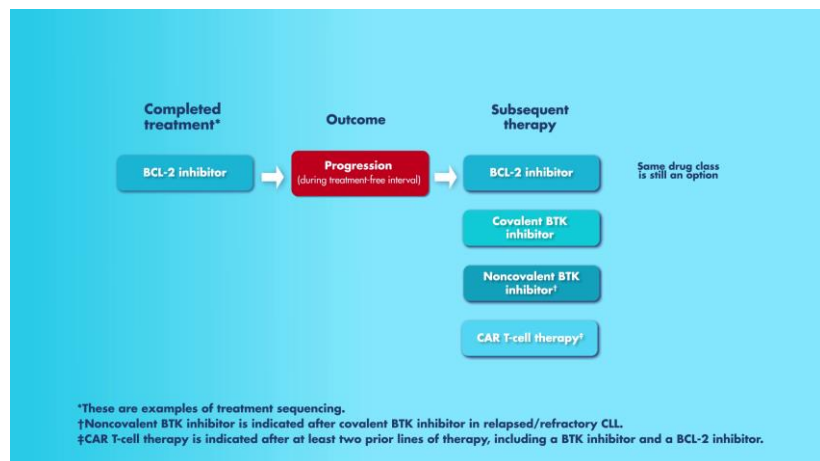 Completed
treatment*
Outcome
Subsequent
therapy
BCL-2 inhibitor
Progression
(during treatment-free interval)
BCL-2 inhibitor
Same drug class
is still an option
Covalent BTK
inhibitor
Noncovalent BTK
inhibitor†
CAR T-cell therapy‡
*These are examples of treatment sequencing.
†Noncovalent BTK inhibitor is indicated after covalent BTK inhibitor in relapsed/refractory CLL.
‡CAR T-cell therapy is indicated after at least two prior lines of therapy, including a BTK inhibitor and a BCL-2 inhibitor.